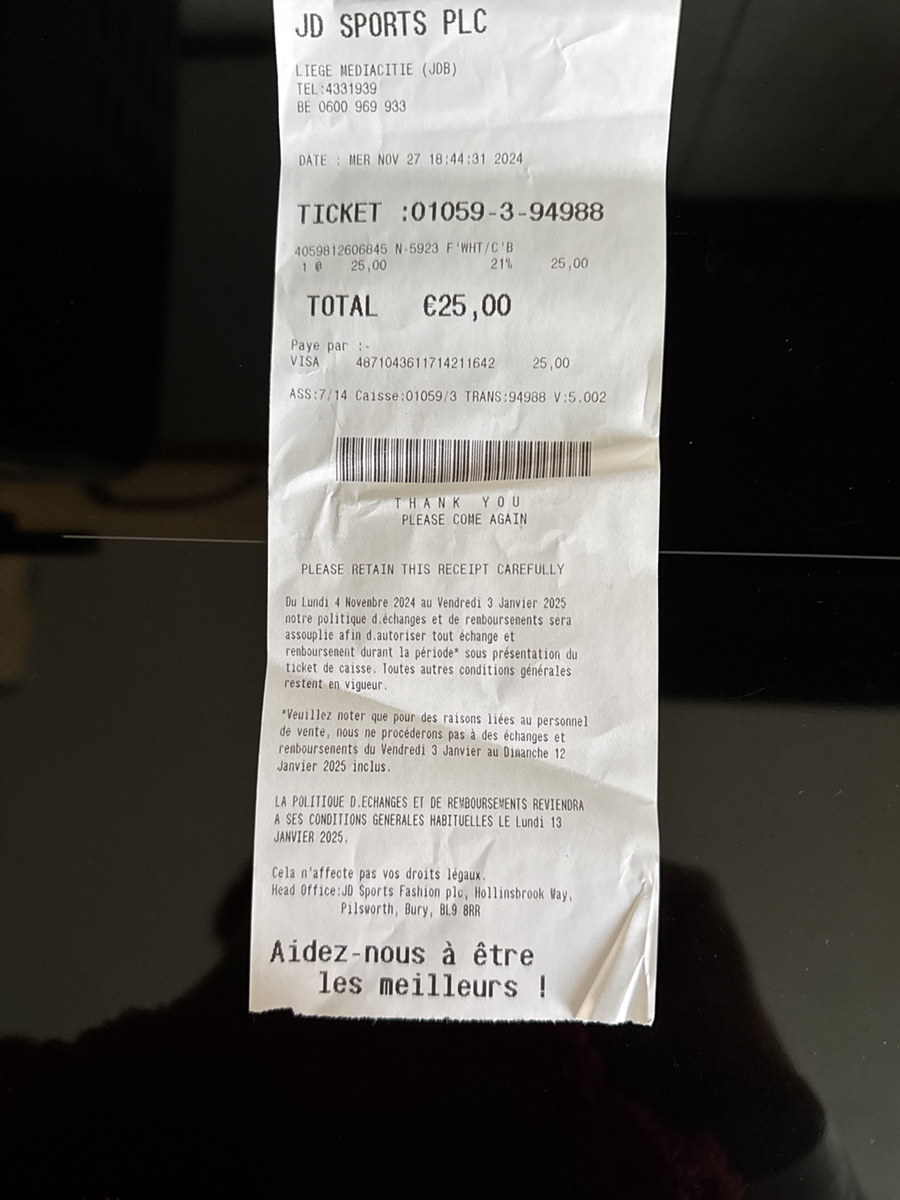 JD SPORTS PLC
LIEGE MEDIACITIE (JDB)
TEL:4331939
BE 0600 969 933
DATE : MER NOV 27 18:44:31 2024
TICKET :01059-3-94988
4059812606845 N-5923 F'WHT/C'B
1 @ 25,00 21% 25,00
TOTAL €25,00
Paye par :-
VISA 4871043611714211642 25,00
ASS:7/14 Caisse:01059/3 TRANS:94988 V:5.002
THANK YOU
PLEASE COME AGAIN
PLEASE RETAIN THIS RECEIPT CAREFULLY
Du Lundi 4 Novembre 2024 au Vendredi 3 Janvier 2025
notre politique d.échanges et de remboursements sera
assouplie afin d.autoriser tout échange et
remboursement durant la période* sous présentation du
ticket de caisse. Toutes autres conditions générales
restent en vigueur.
*Veuillez noter que pour des raisons liées au personnel
de vente, nous ne procéderons pas à des échanges et
remboursements du Vendredi 3 Janvier au Dimanche 12
Janvier 2025 inclus.
LA POLITIQUE D.ECHANGES ET DE REMBOURSEMENTS REVIENDRA
A SES CONDITIONS GENERALES HABITUELLES LE Lundi 13
JANVIER 2025.
Cela n'affecte pas vos droits légaux.
Head Office:JD Sports Fashion plc, Hollinsbrook Way,
Pilsworth, Bury, BL9 8RR
Aidez-nous à être
les meilleurs !